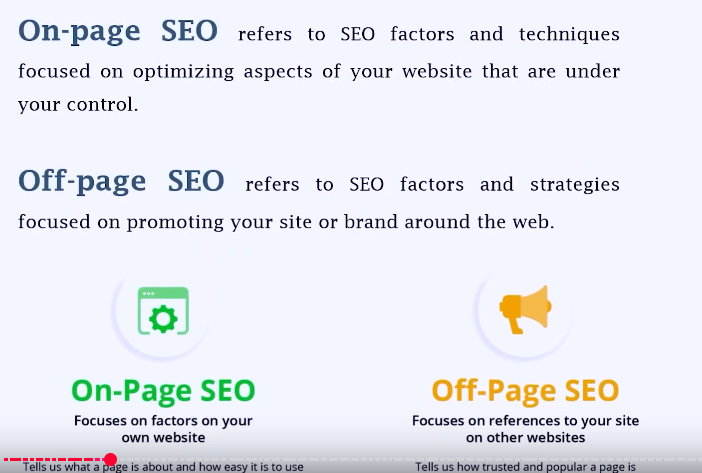 On-page SEO refers to SEO factors and techniques
focused on optimizing aspects of your website that are under
your control.
Off-page SEO refers to SEO factors and strategies
focused on promoting your site or brand around the web.
On-Page SEO
Focuses on factors on your
own website
Tells us what a page is about and how easy it is to use
Off-Page SEO
Focuses on references to your site
on other websites
Tells us how trusted and popular a page is